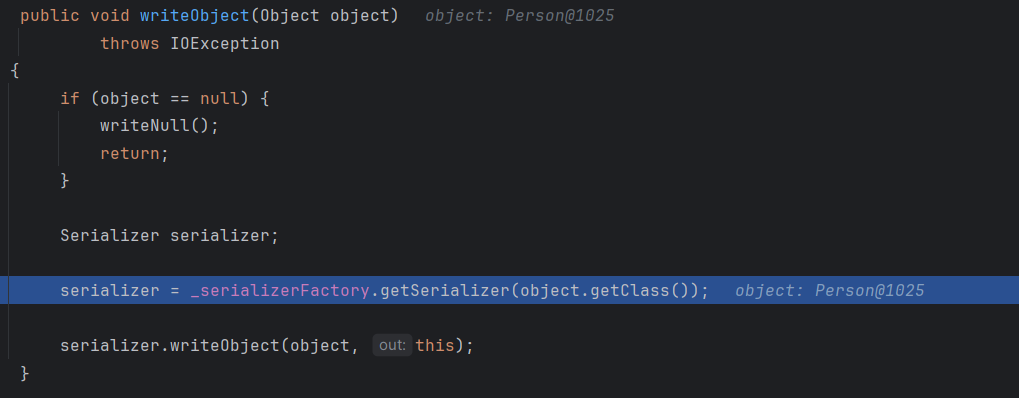 public void writeObject(Object object)   object: Person@1025
        throws IOException
{
    if (object == null) {
        writeNull();
        return;
    }
    Serializer serializer;
    serializer = _serializerFactory.getSerializer(object.getClass());   object: Person@1025
    serializer.writeObject(object, out: this);
}